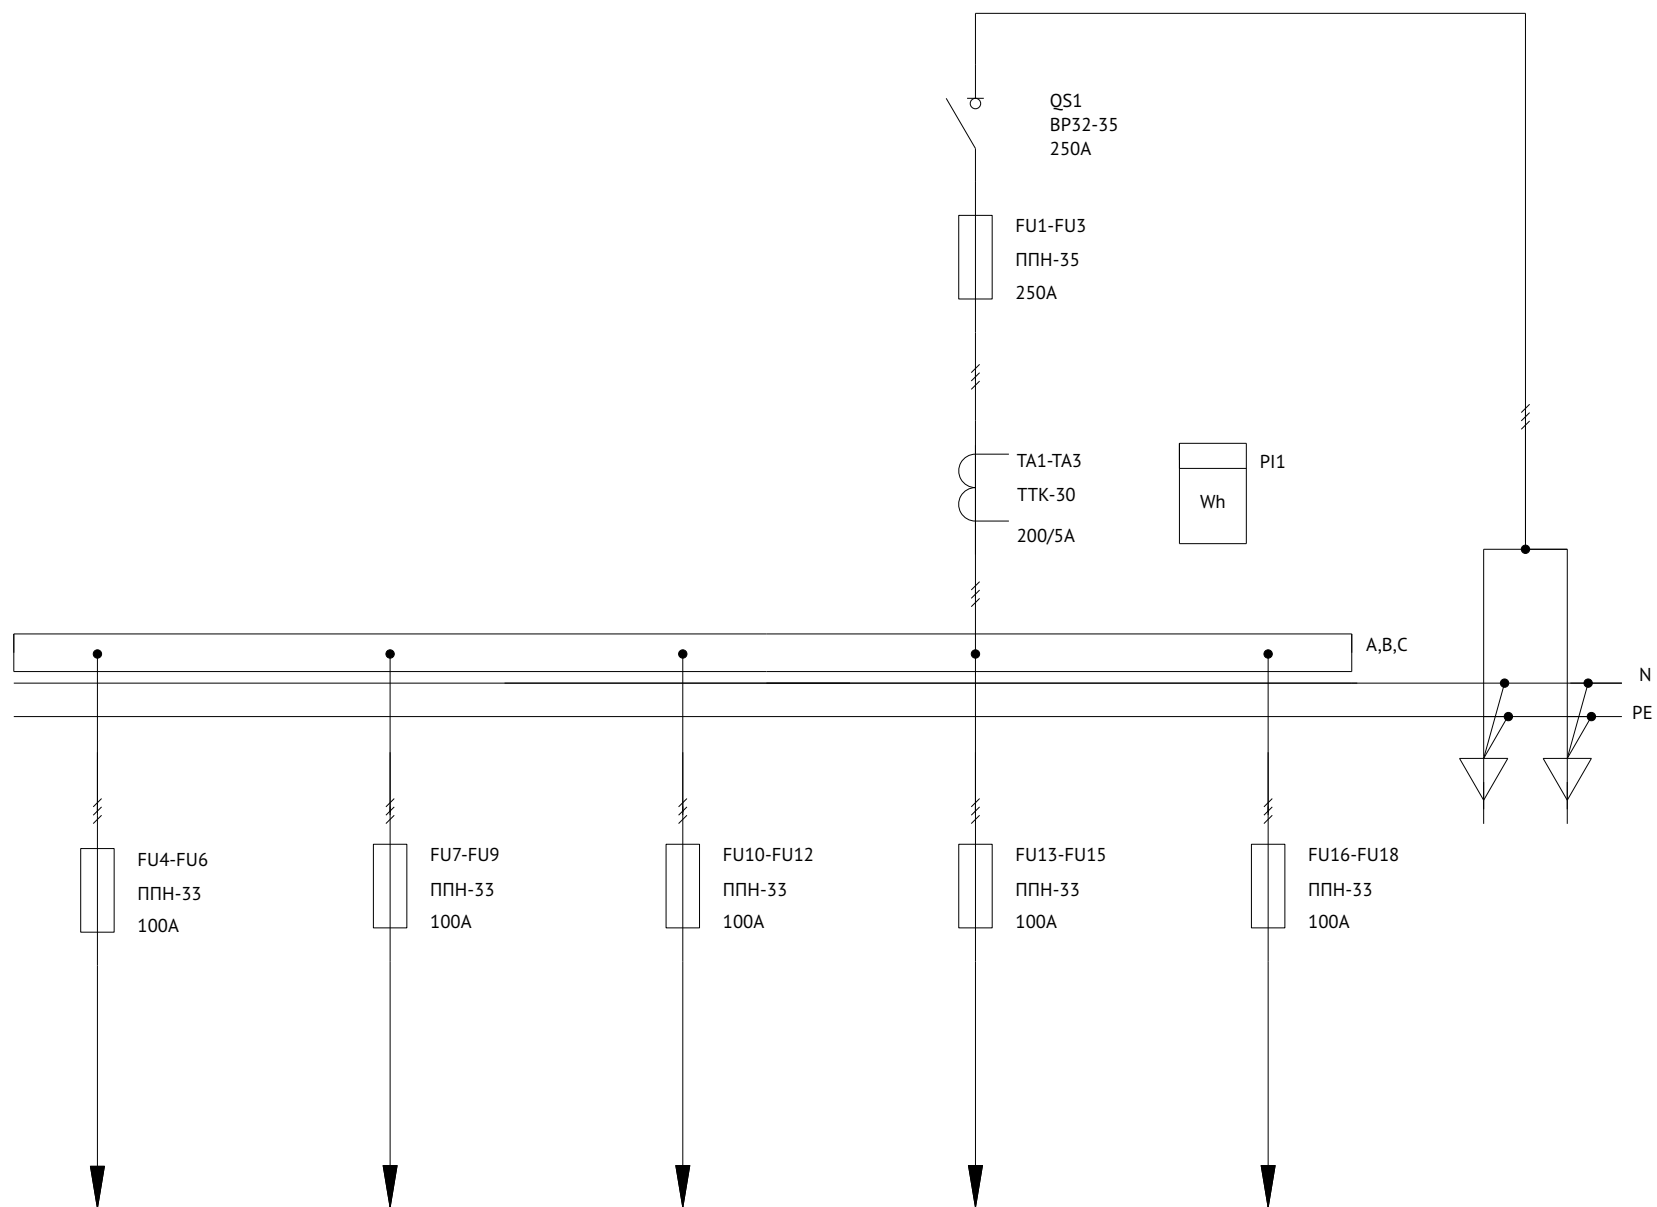 QS1
ВР32-35
250А
FU1-FU3
ППН-35
250А
TA1-TA3
ТТК-30
200/5А
PI1
Wh
A,B,C
N
PE
FU4-FU6
ППН-33
100А
FU7-FU9
ППН-33
100А
FU10-FU12
ППН-33
100А
FU13-FU15
ППН-33
100А
FU16-FU18
ППН-33
100А